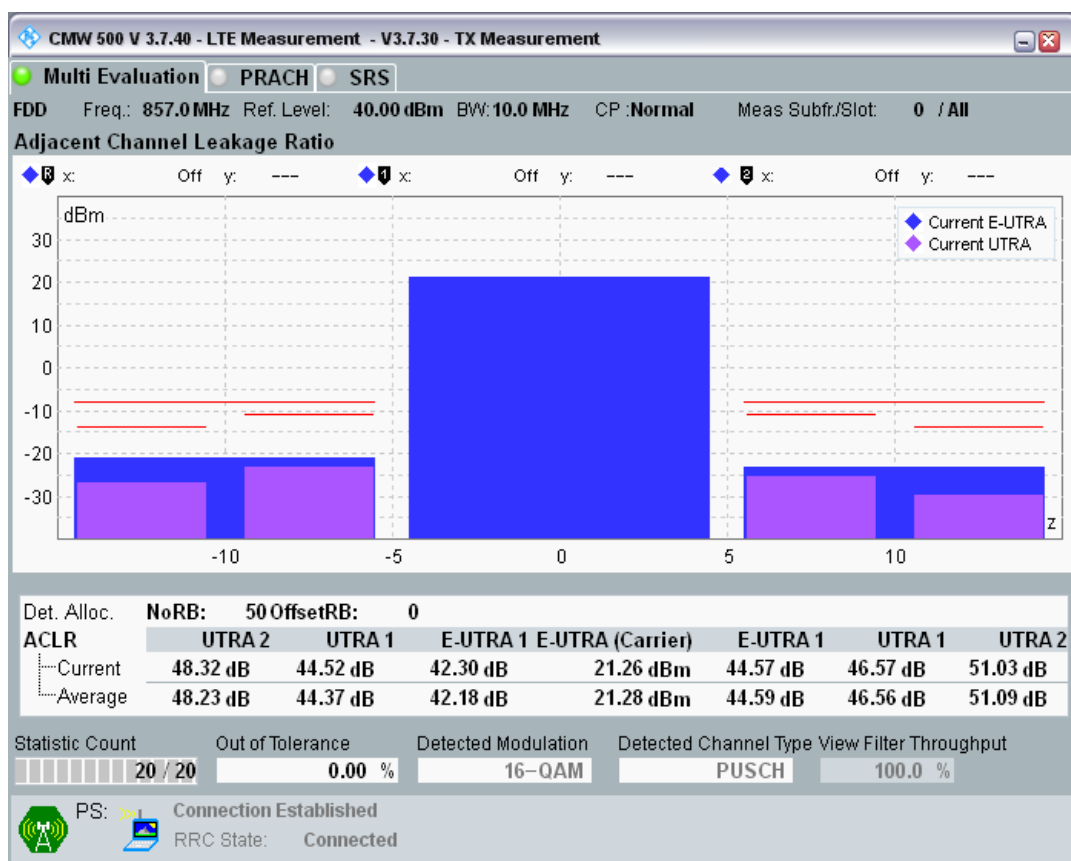 CMW 500 V 3.7.40 - LTE Measurement - V3.7.30 - TX Measurement
Multi Evaluation PRACH SRS
FDD Freq.: 857.0 MHz Ref. Level: 40.00 dBm BW: 10.0 MHz CP :Normal Meas Subfr./Slot: 0 / All
Adjacent Channel Leakage Ratio
R x: Off y: --- 1 x: Off y: --- 2 x: Off y: ---
dBm
Current E-UTRA
Current UTRA
30
20
10
0
-10
-20
-30
z
-10 -5 0 5 10
Det. Alloc. NoRB: 50 OffsetRB: 0
ACLR UTRA 2 UTRA 1 E-UTRA 1 E-UTRA (Carrier) E-UTRA 1 UTRA 1 UTRA 2
Current 48.32 dB 44.52 dB 42.30 dB 21.26 dBm 44.57 dB 46.57 dB 51.03 dB
Average 48.23 dB 44.37 dB 42.18 dB 21.28 dBm 44.59 dB 46.56 dB 51.09 dB
Statistic Count Out of Tolerance Detected Modulation Detected Channel Type View Filter Throughput
20 / 20 0.00 % 16-QAM PUSCH 100.0 %
PS: Connection Established
RRC State: Connected